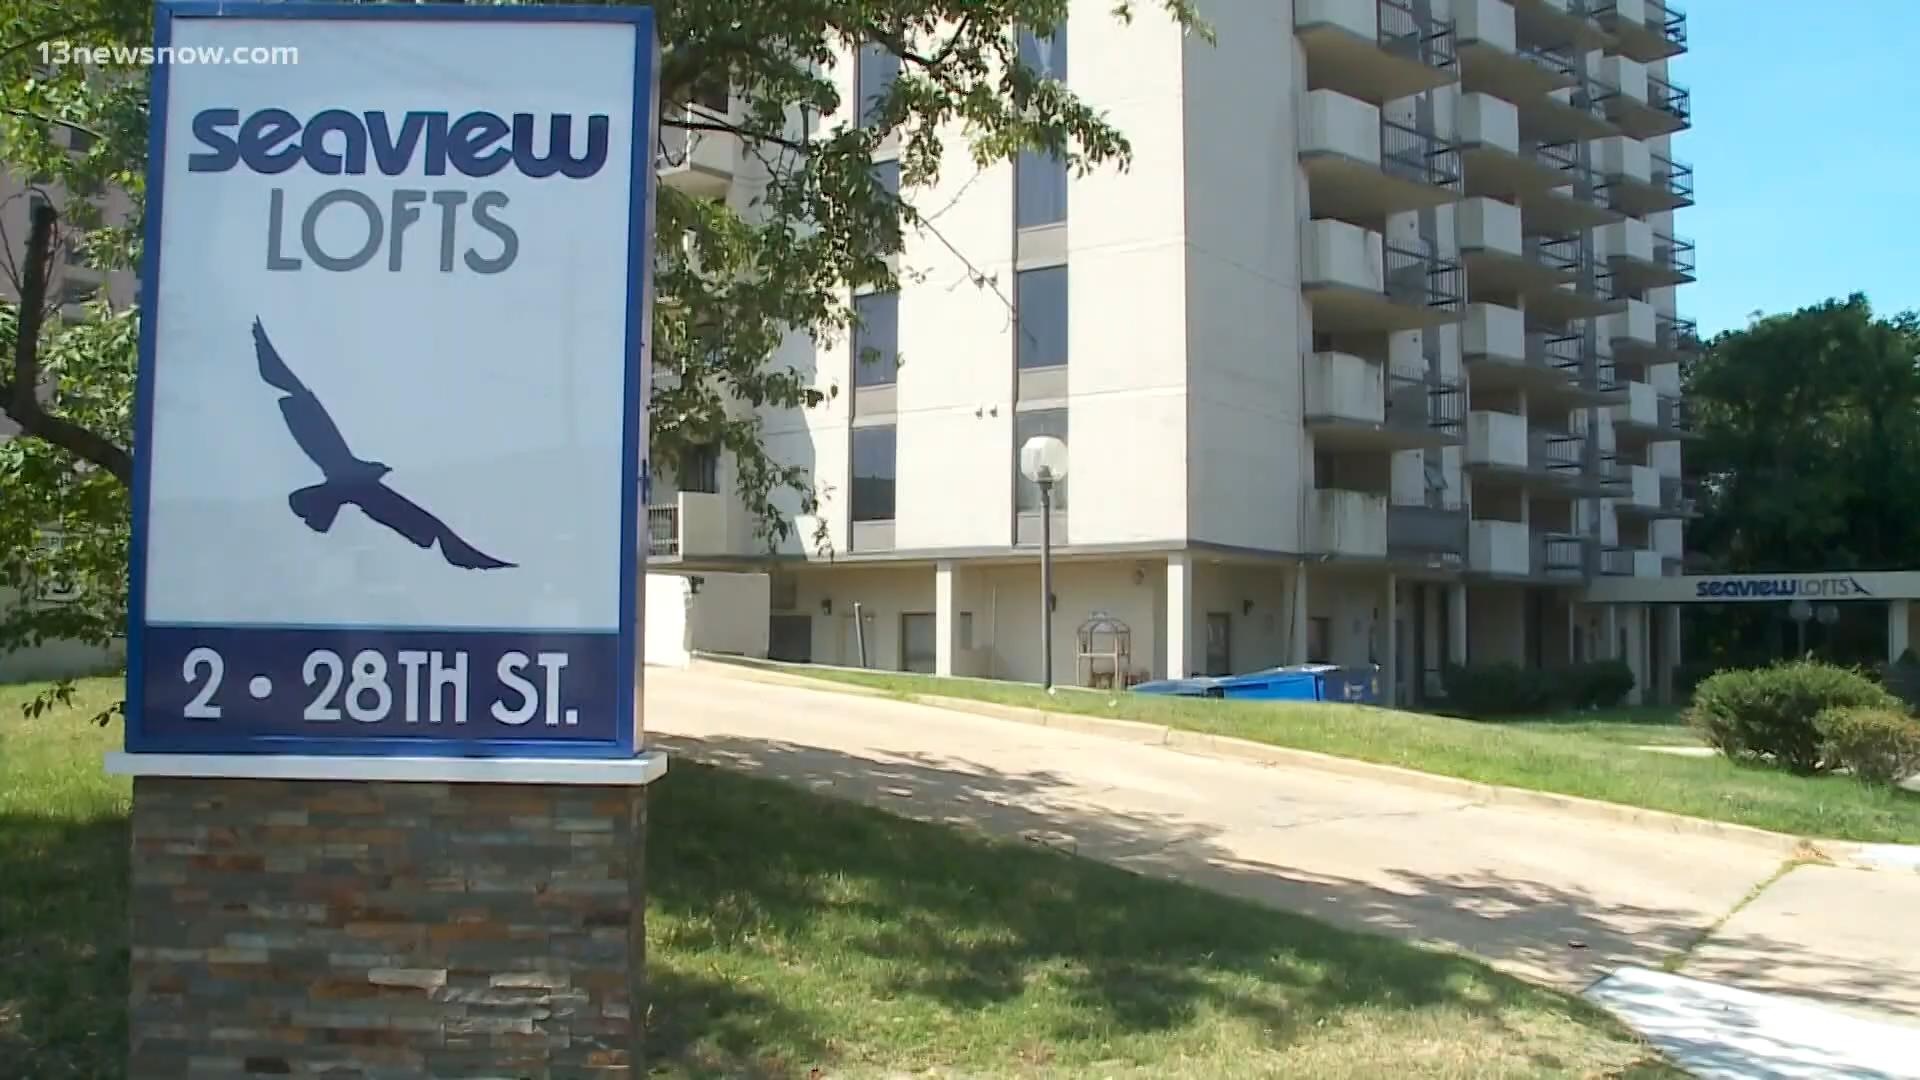 13newsnow.com
seaview
LOFTS
2 • 28TH ST.
seaview LOFTS